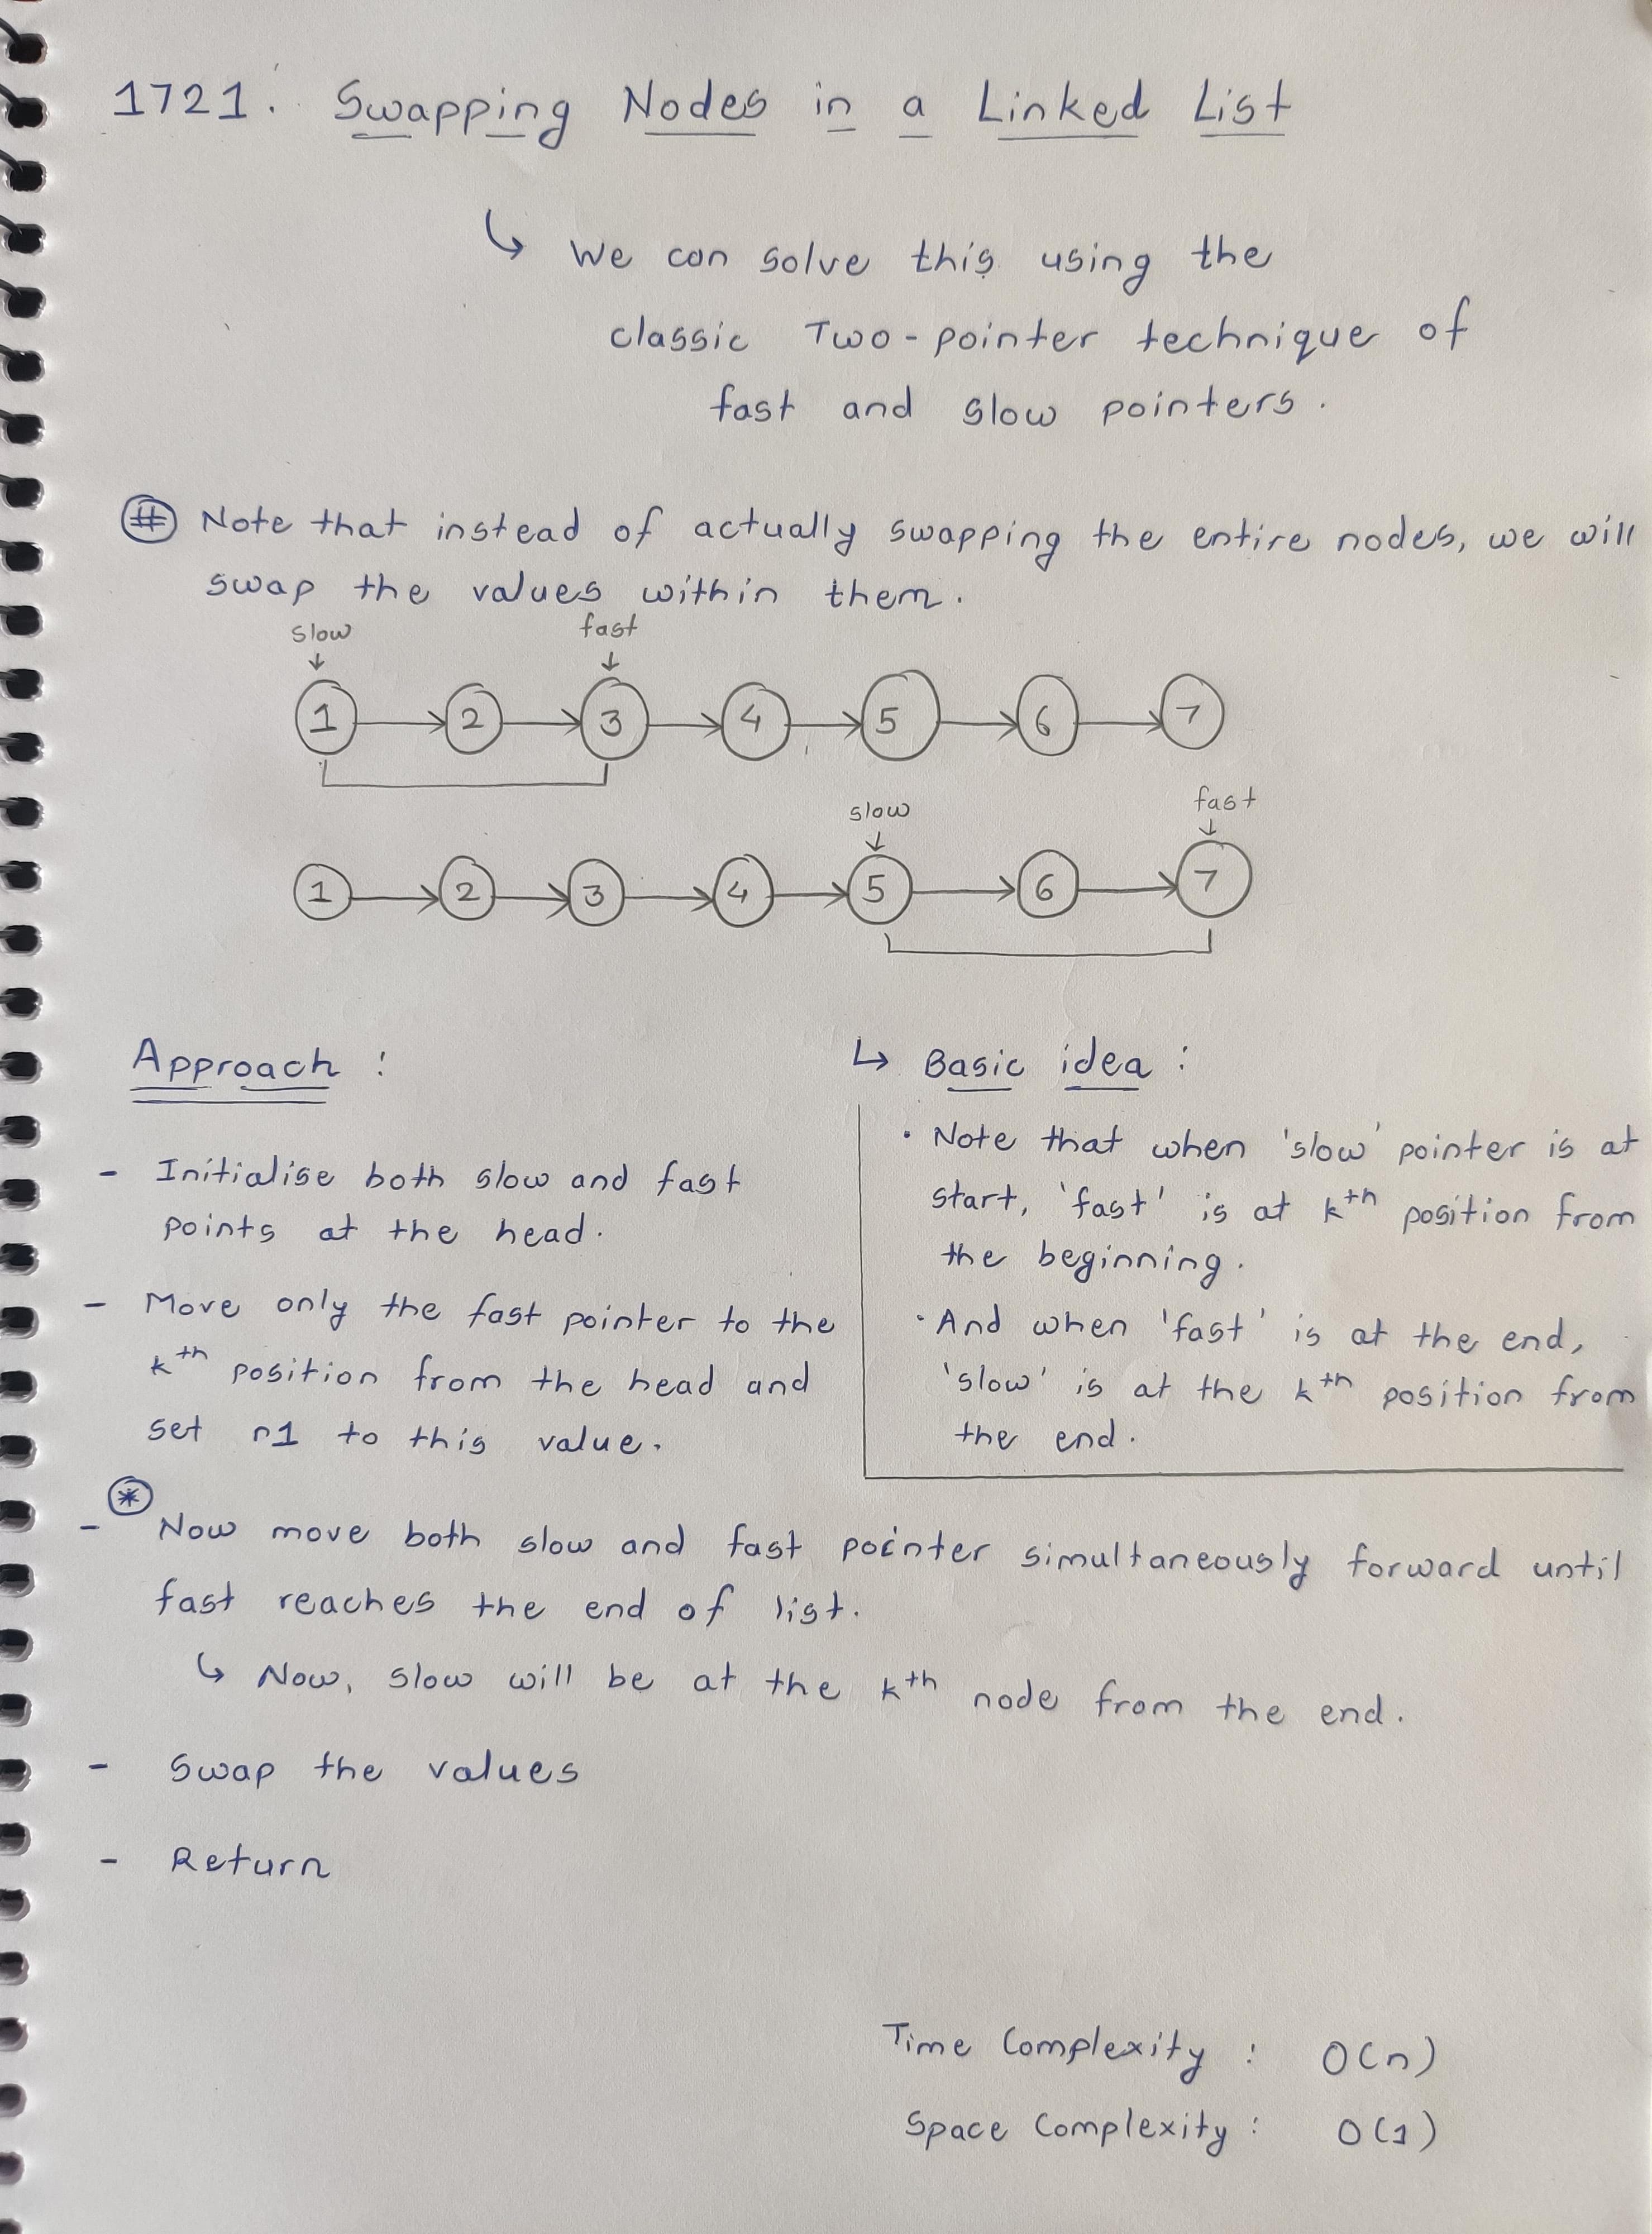 1721. Swapping Nodes in a Linked List
↳ We can solve this using the
classic Two-pointer technique of
fast and slow pointers.
# Note that instead of actually swapping the entire nodes, we will
swap the values within them.
slow fast
1 → 2 → 3 → 4 → 5 → 6 → 7
slow fast
1 → 2 → 3 → 4 → 5 → 6 → 7
Approach :
- Initialise both slow and fast
points at the head.
- Move only the fast pointer to the
kth position from the head and
set n1 to this value.
↳ Basic idea :
• Note that when 'slow' pointer is at
start, 'fast' is at kth position from
the beginning.
• And when 'fast' is at the end,
'slow' is at the kth position from
the end.
*
- Now move both slow and fast pointer simultaneously forward until
fast reaches the end of list.
↳ Now, slow will be at the kth node from the end.
- Swap the values
- Return
Time Complexity : O(n)
Space Complexity : O(1)